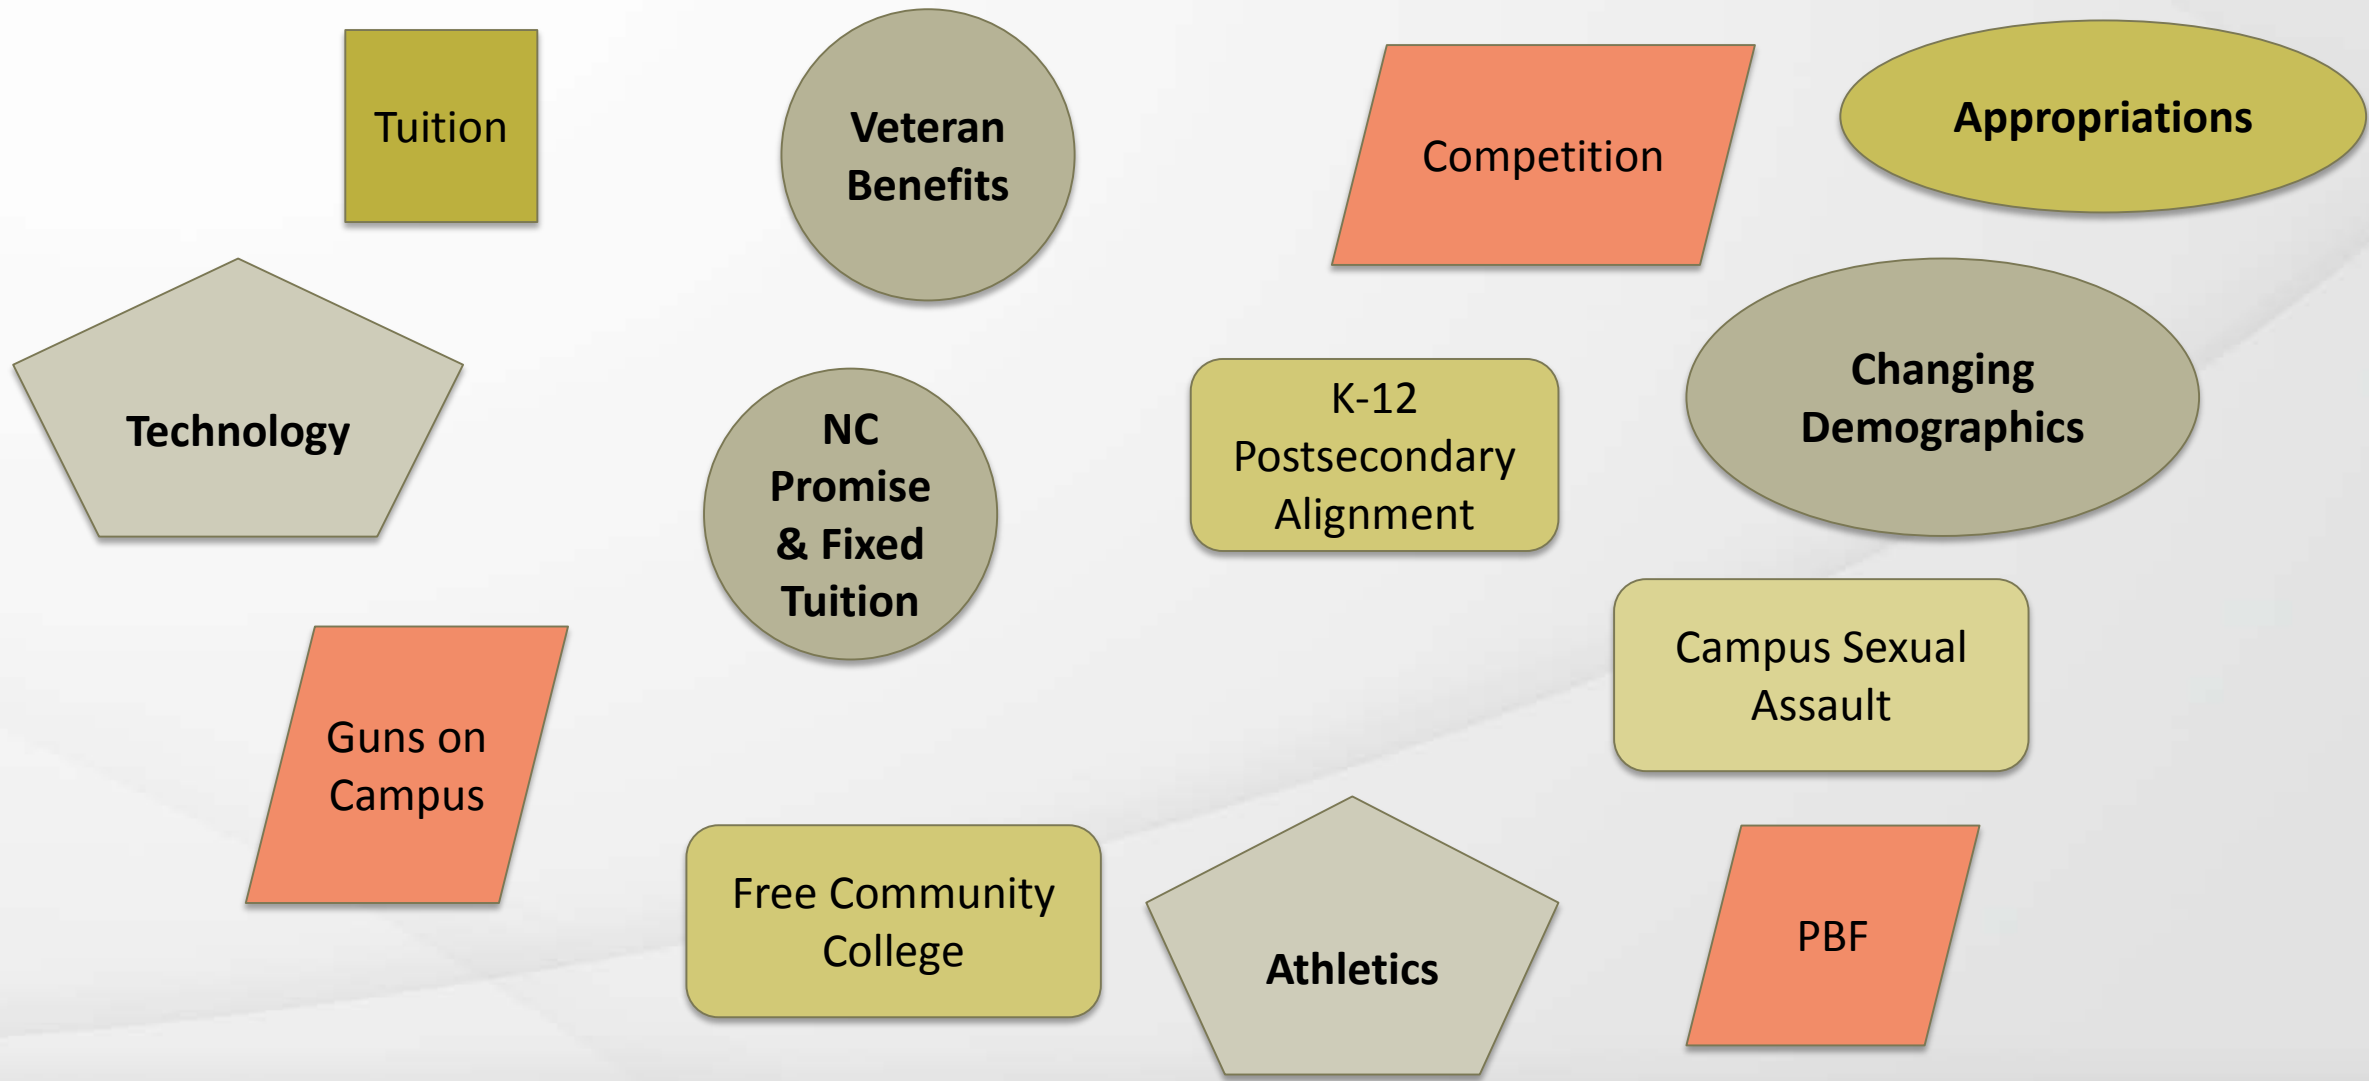 Tuition
Veteran
Benefits
Competition
Appropriations
Technology
NC
Promise
& Fixed
Tuition
K-12
Postsecondary
Alignment
Changing
Demographics
Guns on
Campus
Campus Sexual
Assault
Free Community
College
Athletics
PBF